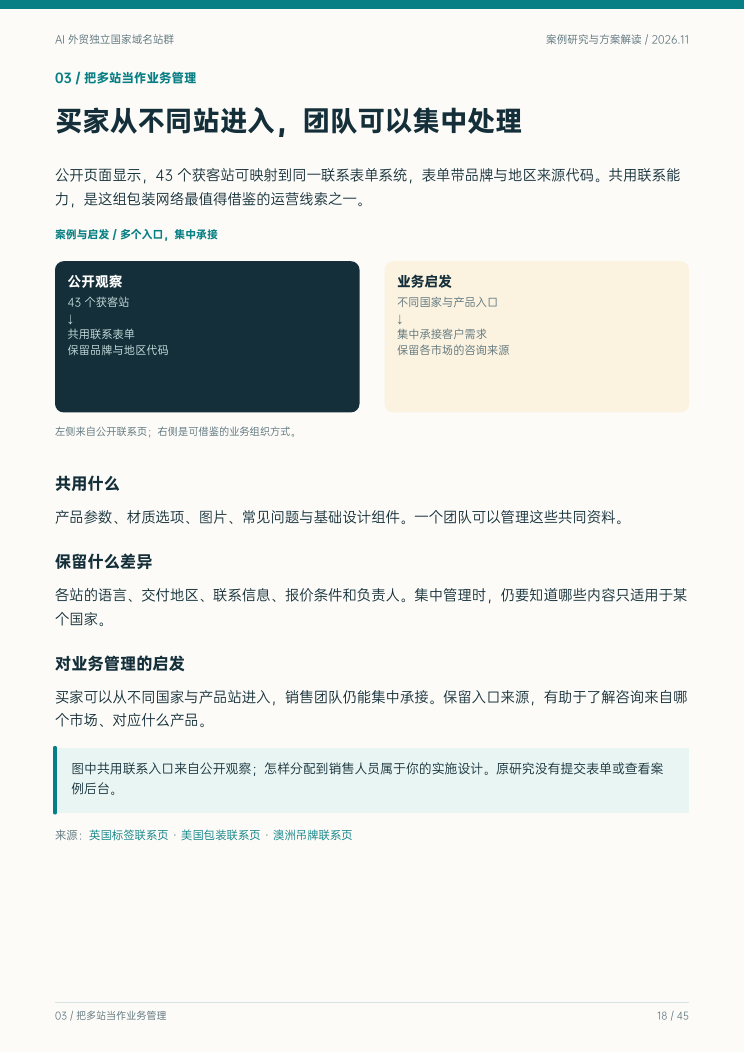 AI 外贸独立国家域名站群
案例研究与方案解读 / 2026.11
03 / 把多站当作业务管理
买家从不同站进入，团队可以集中处理
公开页面显示，43 个获客站可映射到同一联系表单系统，表单带品牌与地区来源代码。共用联系能
力，是这组包装网络最值得借鉴的运营线索之一。
案例与启发 / 多个入口，集中承接
公开观察
43 个获客站
↓
共用联系表单
保留品牌与地区代码
业务启发
不同国家与产品入口
↓
集中承接客户需求
保留各市场的咨询来源
左侧来自公开联系页；右侧是可借鉴的业务组织方式。
共用什么
产品参数、材质选项、图片、常见问题与基础设计组件。一个团队可以管理这些共同资料。
保留什么差异
各站的语言、交付地区、联系信息、报价条件和负责人。集中管理时，仍要知道哪些内容只适用于某
个国家。
对业务管理的启发
买家可以从不同国家与产品站进入，销售团队仍能集中承接。保留入口来源，有助于了解咨询来自哪
个市场、对应什么产品。
图中共用联系入口来自公开观察；怎样分配到销售人员属于你的实施设计。原研究没有提交表单或查看案
例后台。
来源：英国标签联系页 · 美国包装联系页 · 澳洲吊牌联系页
03 / 把多站当作业务管理
18 / 45